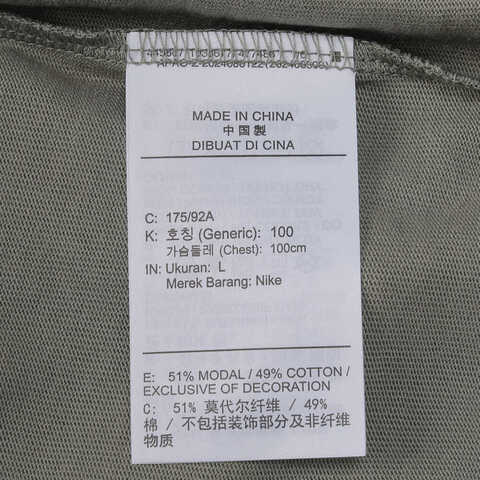 MADE IN CHINA
中国製
DIBUAT DI CINA
C: 175/92A
K: 호칭 (Generic): 100
가슴둘레 (Chest): 100cm
IN: Ukuran: L
Merek Barang: Nike
E: 51% MODAL / 49% COTTON /
EXCLUSIVE OF DECORATION
C: 51% 莫代尔纤维 / 49%
棉 / 不包括装饰部分及非纤维
物质